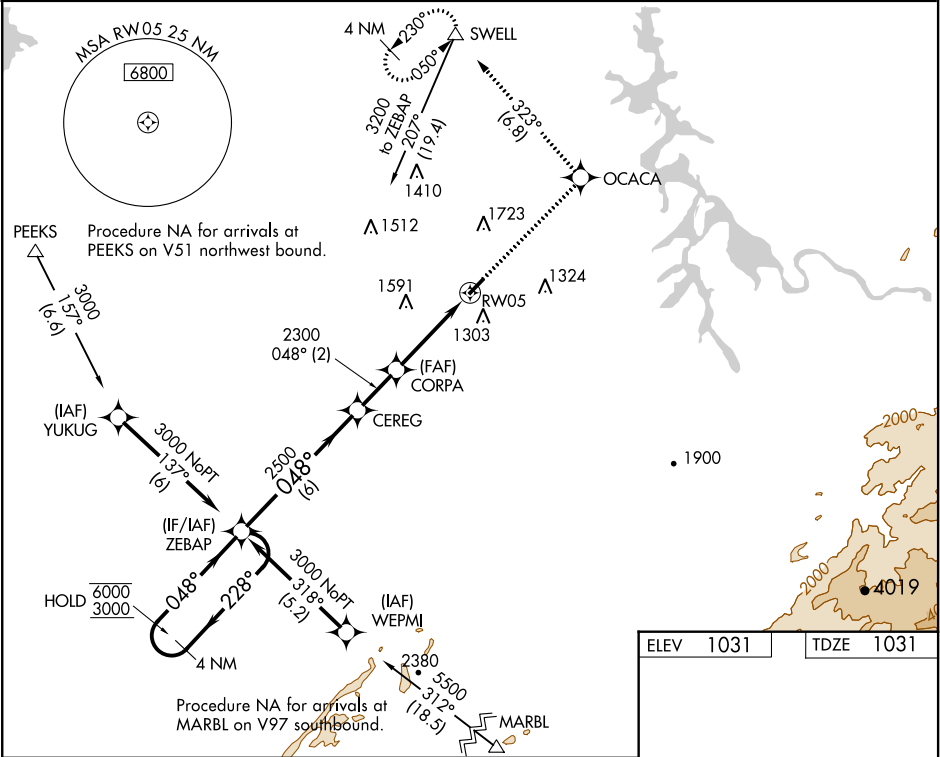 MSA RW05 25 NM
6800
4 NM
230°
050°
SWELL
3200
to ZEBAP
207°
(19.4)
323°
(6.8)
OCACA
1410
1512
1723
Procedure NA for arrivals at
PEEKS on V51 northwest bound.
PEEKS
3000
157°
(6.6)
1591
RW05
1324
1303
2300
048° (2)
(FAF)
CORPA
CEREG
(IAF)
YUKUG
3000 NoPT
137°
(6)
2500
048°
(6)
2000
1900
(IF/IAF)
ZEBAP
HOLD
6000
3000
048°
228°
4 NM
3000 NoPT
318°
(5.2)
(IAF)
WEPMI
2000
4019
2380
5500
312°
(18.5)
MARBL
Procedure NA for arrivals at
MARBL on V97 southbound.
ELEV 1031
TDZE 1031